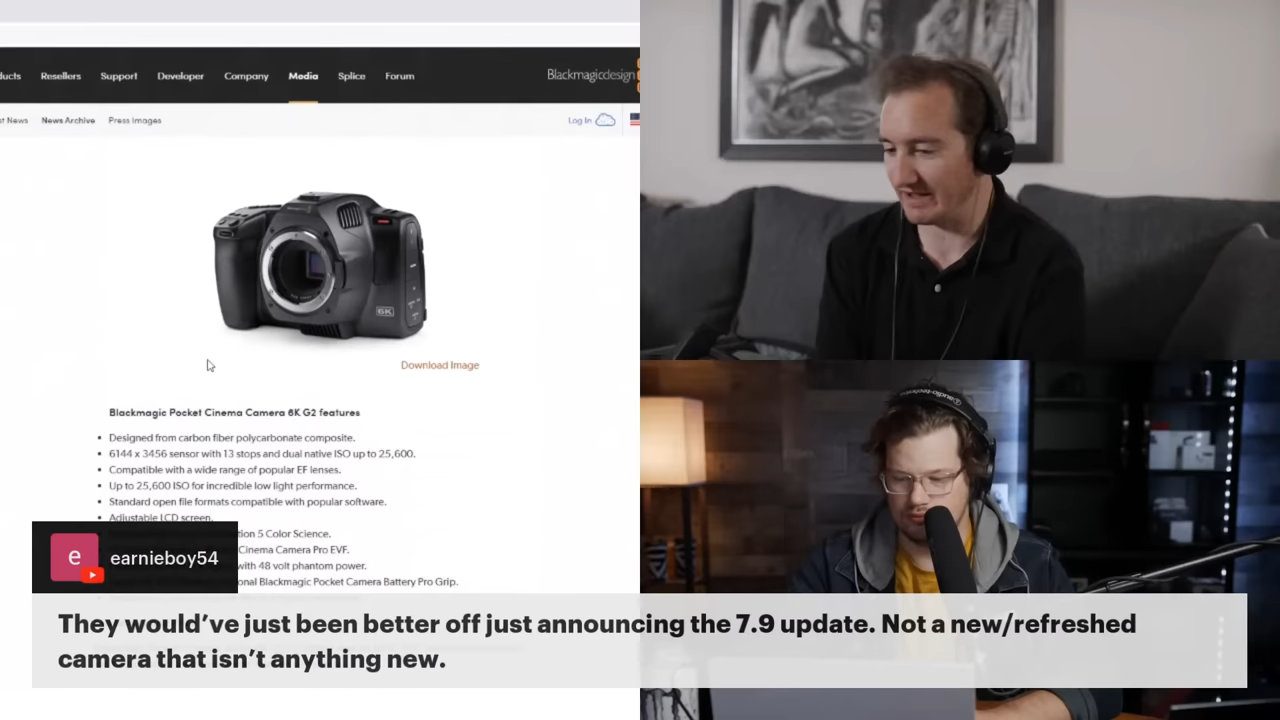 ducts Resellers Support Developer Company Media Splice Forum Blackmagicdesign
st News News Archive Press Images Log In
Download Image
6K
Blackmagic Pocket Cinema Camera 6K G2 features
• Designed from carbon fiber polycarbonate composite.
• 6144 x 3456 sensor with 13 stops and dual native ISO up to 25,600.
• Compatible with a wide range of popular EF lenses.
• Up to 25,600 ISO for incredible low light performance.
• Standard open file formats compatible with popular software.
• Adjustable LCD screen.
tion 5 Color Science.
Cinema Camera Pro EVF.
with 48 volt phantom power.
onal Blackmagic Pocket Camera Battery Pro Grip.
audio-technica
e earnieboy54
They would’ve just been better off just announcing the 7.9 update. Not a new/refreshed
camera that isn’t anything new.